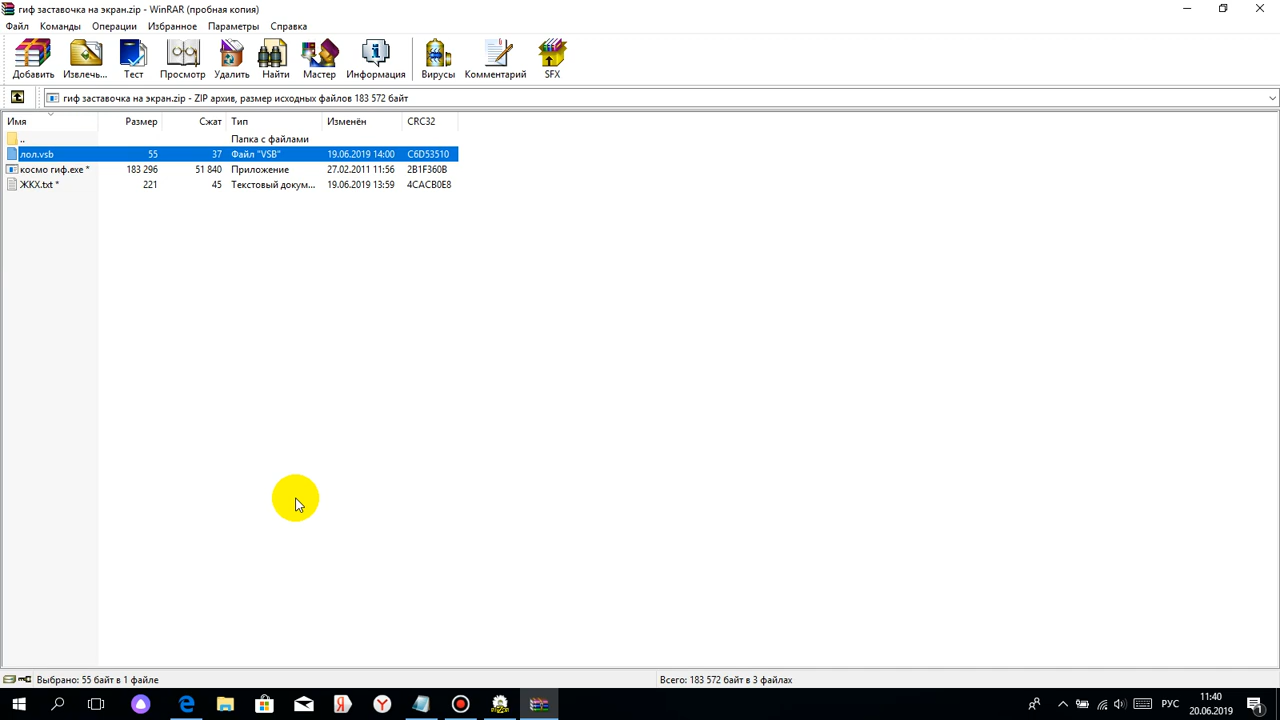 гиф заставочка на экран.zip - WinRAR (пробная копия)
Файл Команды Операции Избранное Параметры Справка
Добавить Извлечь... Тест Просмотр Удалить Найти Мастер Информация Вирусы Комментарий SFX
гиф заставочка на экран.zip - ZIP архив, размер исходных файлов 183 572 байт
Имя Размер Сжат Тип Изменён CRC32
.. Папка с файлами
лол.vsb 55 37 Файл "VSB" 19.06.2019 14:00 C6D53510
космо гиф.exe * 183 296 51 840 Приложение 27.02.2011 11:56 2B1F360B
ЖКХ.txt * 221 45 Текстовый докум... 19.06.2019 13:59 4CACB0E8
Выбрано: 55 байт в 1 файле Всего: 183 572 байт в 3 файлах
РУС 11:40
20.06.2019